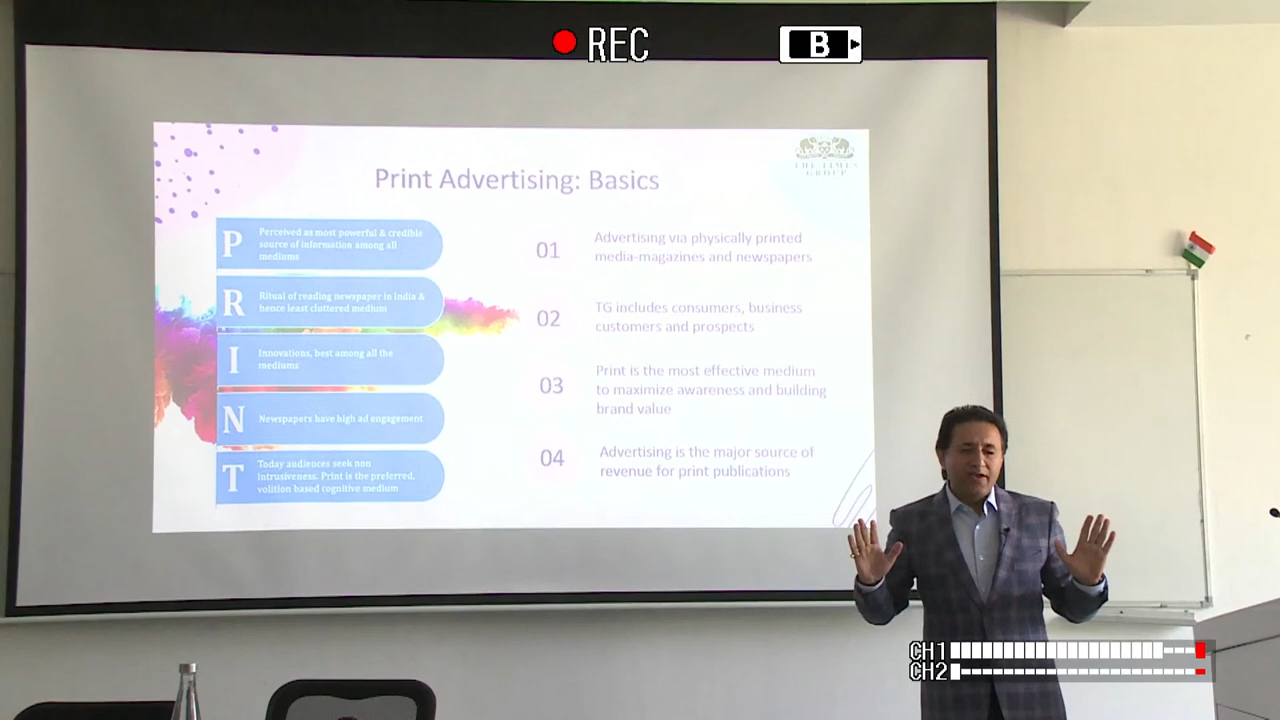 REC
B
THE TIMES
GROUP
Print Advertising: Basics
P
Perceived as most powerful & credible
source of information among all
mediums
R
Ritual of reading newspaper in India &
hence least cluttered medium
I
Innovations, best among all the
mediums
N
Newspapers have high ad engagement
T
Today audiences seek non
intrusiveness. Print is the preferred,
volition based cognitive medium
01
Advertising via physically printed
media-magazines and newspapers
02
TG includes consumers, business
customers and prospects
03
Print is the most effective medium
to maximize awareness and building
brand value
04
Advertising is the major source of
revenue for print publications
CH1
CH2